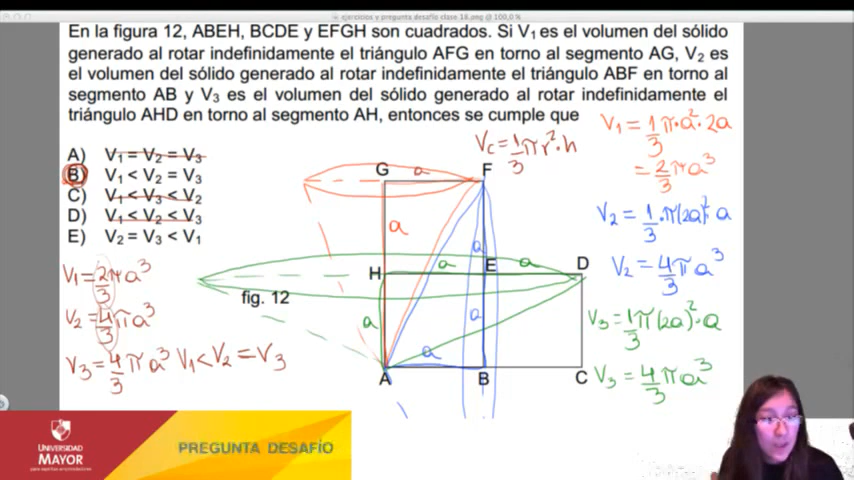 ejercicios y pregunta desafío clase 18.png @ 100,0 %
En la figura 12, ABEH, BCDE y EFGH son cuadrados. Si V₁ es el volumen del sólido
generado al rotar indefinidamente el triángulo AFG en torno al segmento AG, V₂ es
el volumen del sólido generado al rotar indefinidamente el triángulo ABF en torno al
segmento AB y V₃ es el volumen del sólido generado al rotar indefinidamente el
triángulo AHD en torno al segmento AH, entonces se cumple que
A) V₁ = V₂ = V₃
B) V₁ < V₂ = V₃
C) V₁ < V₃ < V₂
D) V₁ < V₂ < V₃
E) V₂ = V₃ < V₁
Vc = 1/3 πr² · h
V₁ = 1/3 π · a² · 2a
= 2/3 πa³
V₂ = 1/3 · π(2a)² · a
V₂ = 4/3 πa³
V₃ = 1/3 π(2a)² · a
V₃ = 4/3 πa³
G a F
a
a
H a E a D
a
a
a
A B C
fig. 12
V₁ = 2/3 πa³
V₂ = 4/3 πa³
V₃ = 4/3 πa³ V₁ < V₂ = V₃
UNIVERSIDAD
MAYOR
PREGUNTA DESAFÍO